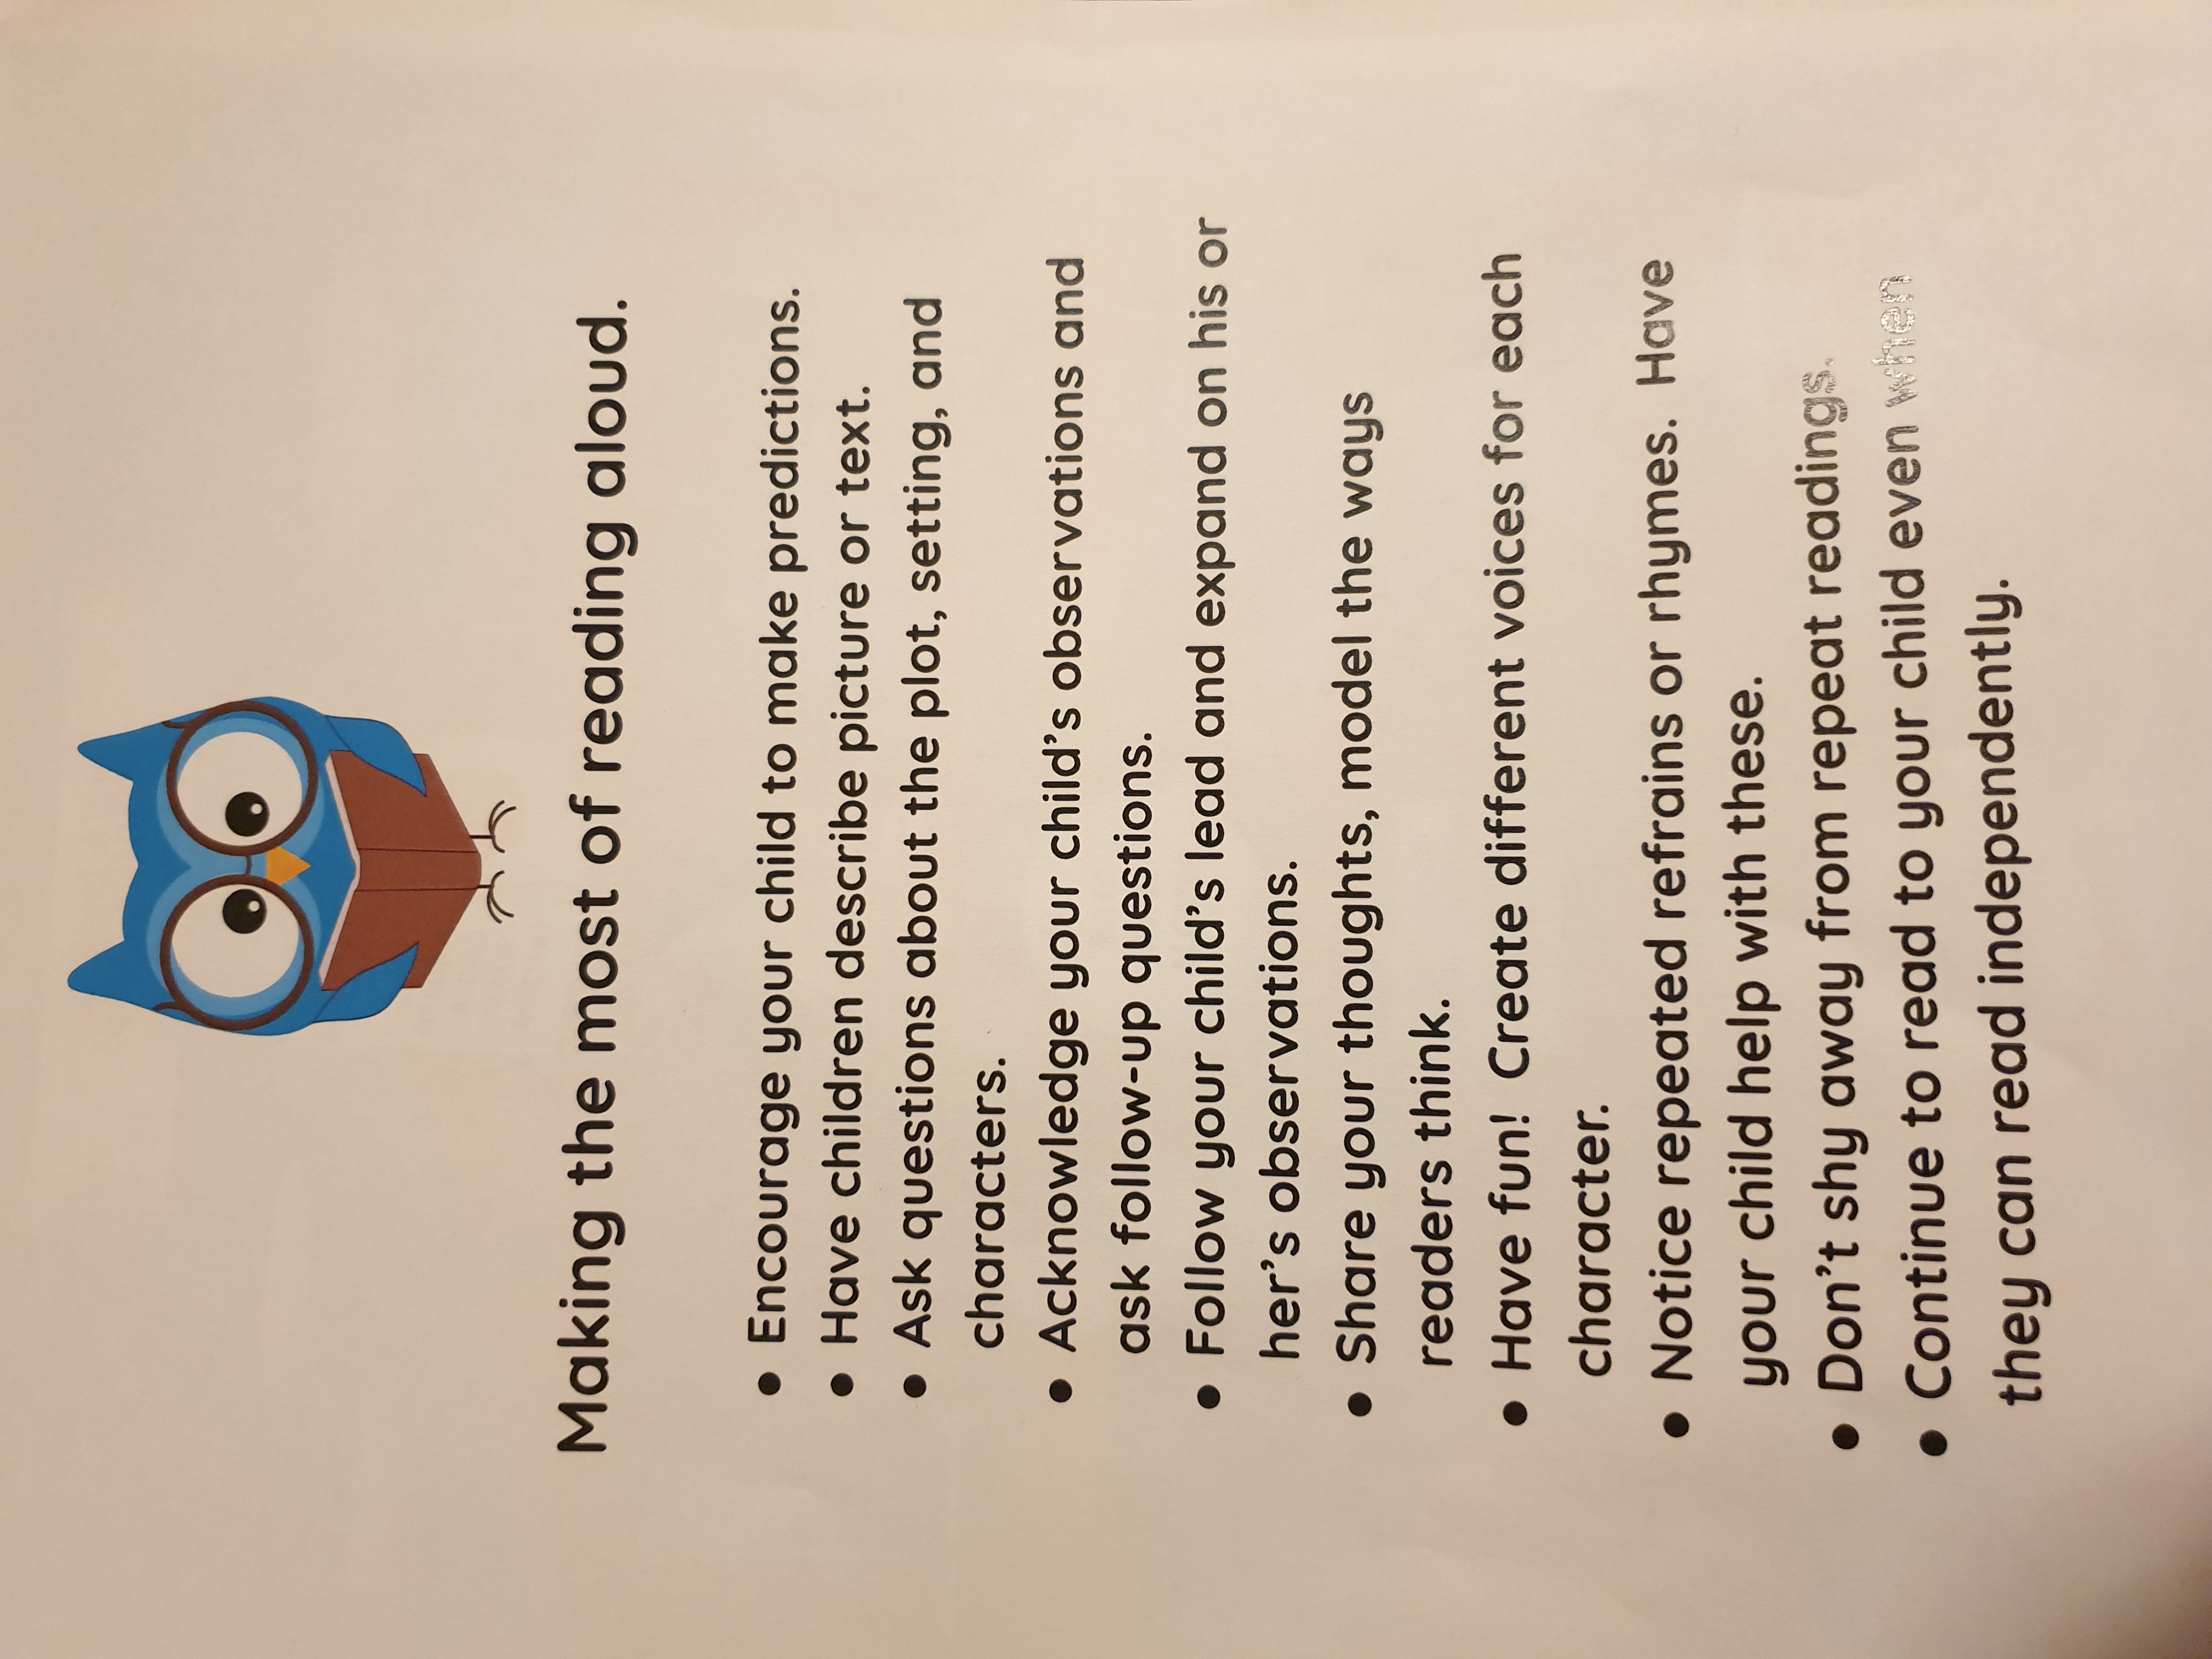 Making the most of reading aloud.
● Encourage your child to make predictions.
● Have children describe picture or text.
● Ask questions about the plot, setting, and
characters.
● Acknowledge your child’s observations and
ask follow-up questions.
● Follow your child’s lead and expand on his or
her’s observations.
● Share your thoughts, model the ways
readers think.
● Have fun!  Create different voices for each
character.
● Notice repeated refrains or rhymes.  Have
your child help with these.
● Don’t shy away from repeat readings.
● Continue to read to your child even when
they can read independently.